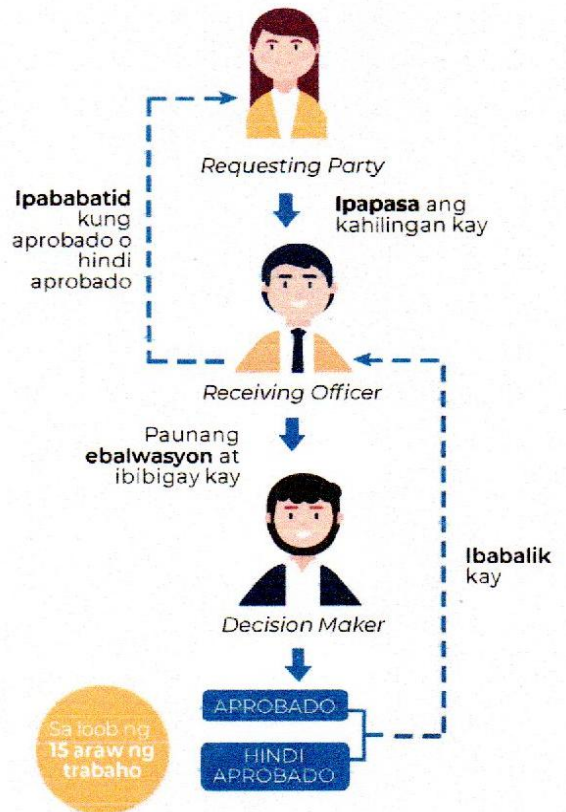 Requesting Party
Ipababatid
kung
aprobado o
hindi
aprobado
Ipapasa ang
kahilingan kay
Receiving Officer
Paunang
ebalwasyon at
ibibigay kay
Ibabalik
kay
Decision Maker
APROBADO
HINDI
APROBADO
Sa loob ng
15 araw ng
trabaho